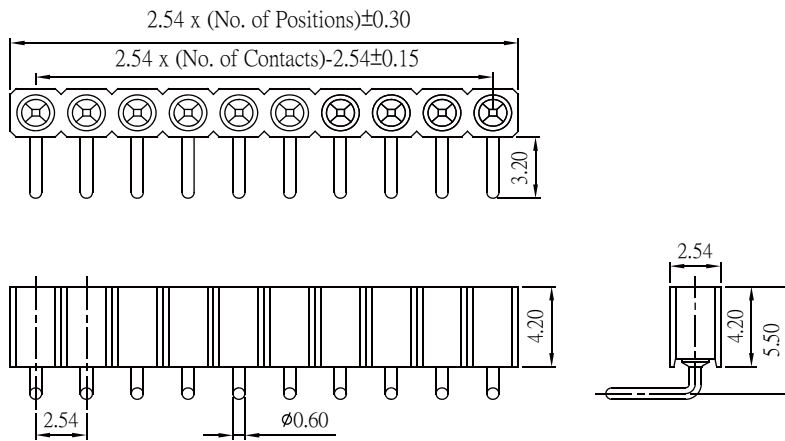 2.54 x (No. of Positions)±0.30
2.54 x (No. of Contacts)-2.54±0.15
3.20
2.54
4.20
4.20
5.50
2.54
ø0.60